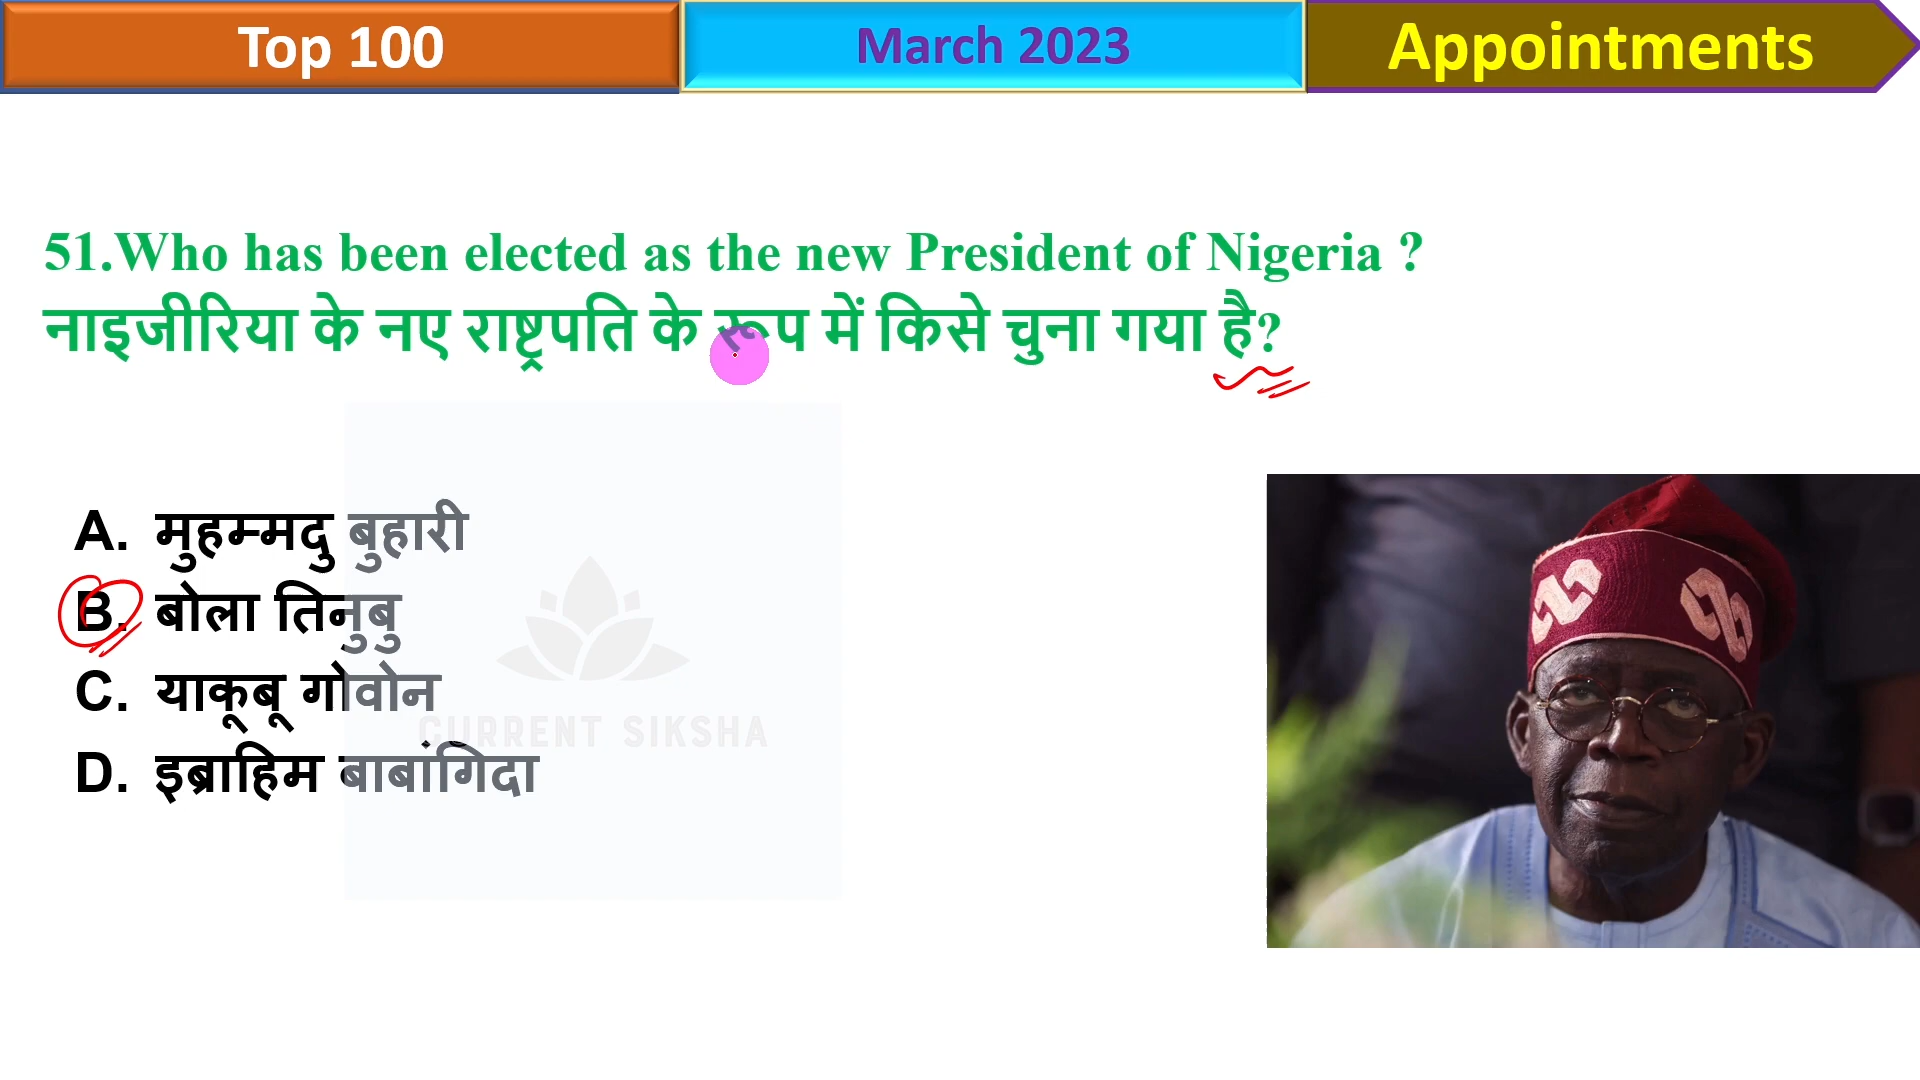 Top 100
March 2023
Appointments
51.Who has been elected as the new President of Nigeria ?
नाइजीरिया के नए राष्ट्रपति के रूप में किसे चुना गया है?
A. मुहम्मदु बुहारी
B. बोला तिनुबु
C. याकूबू गोवोन
CURRENT SIKSHA
D. इब्राहिम बाबांगिदा